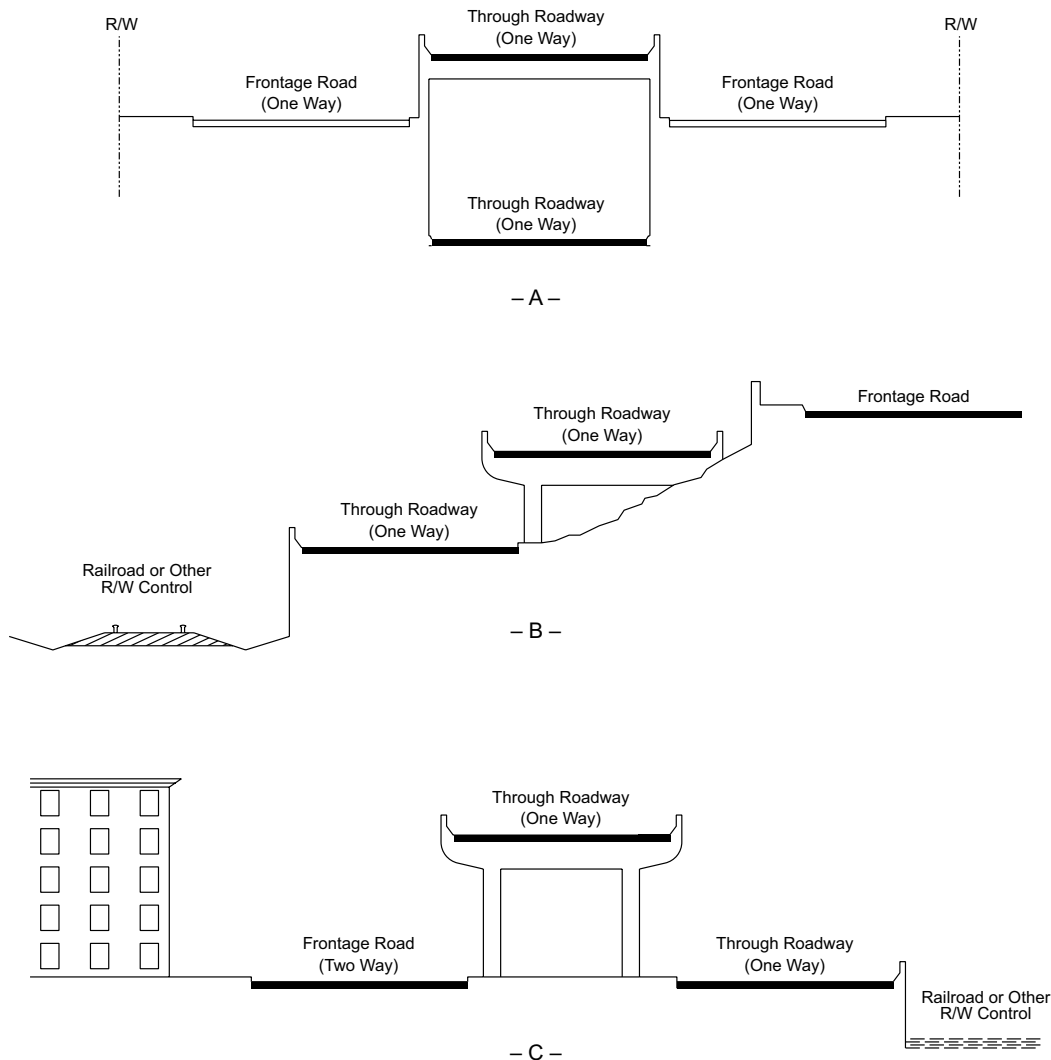 R/W
Through Roadway
(One Way)
R/W
Frontage Road
(One Way)
Frontage Road
(One Way)
Through Roadway
(One Way)
– A –
Frontage Road
Through Roadway
(One Way)
Through Roadway
(One Way)
Railroad or Other
R/W Control
– B –
Through Roadway
(One Way)
Frontage Road
(Two Way)
Through Roadway
(One Way)
Railroad or Other
R/W Control
– C –